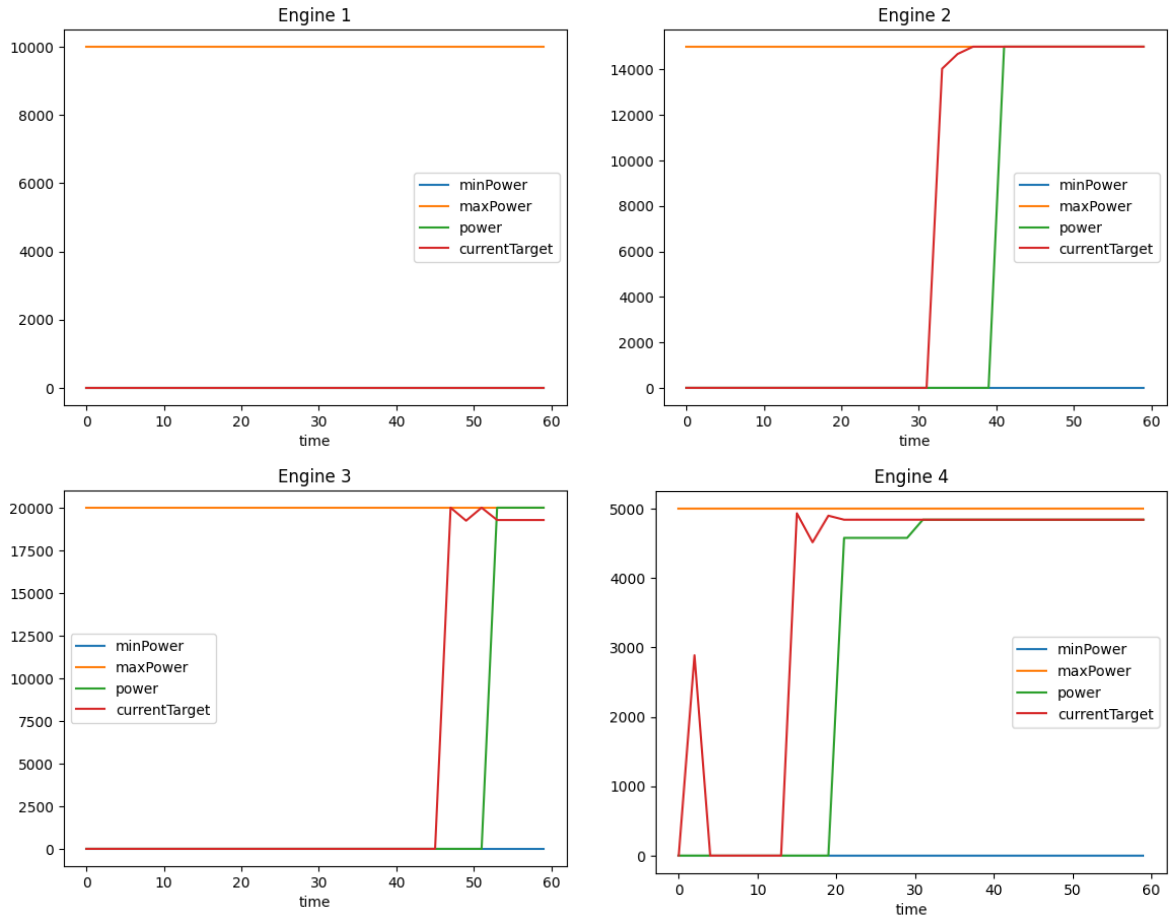 Engine 1
10000
8000
6000
4000
2000
0
minPower
maxPower
power
currentTarget
0 10 20 30 40 50 60
time
Engine 2
14000
12000
10000
8000
6000
4000
2000
0
minPower
maxPower
power
currentTarget
0 10 20 30 40 50 60
time
Engine 3
20000
17500
15000
12500
10000
7500
5000
2500
0
minPower
maxPower
power
currentTarget
0 10 20 30 40 50 60
time
Engine 4
5000
4000
3000
2000
1000
0
minPower
maxPower
power
currentTarget
0 10 20 30 40 50 60
time